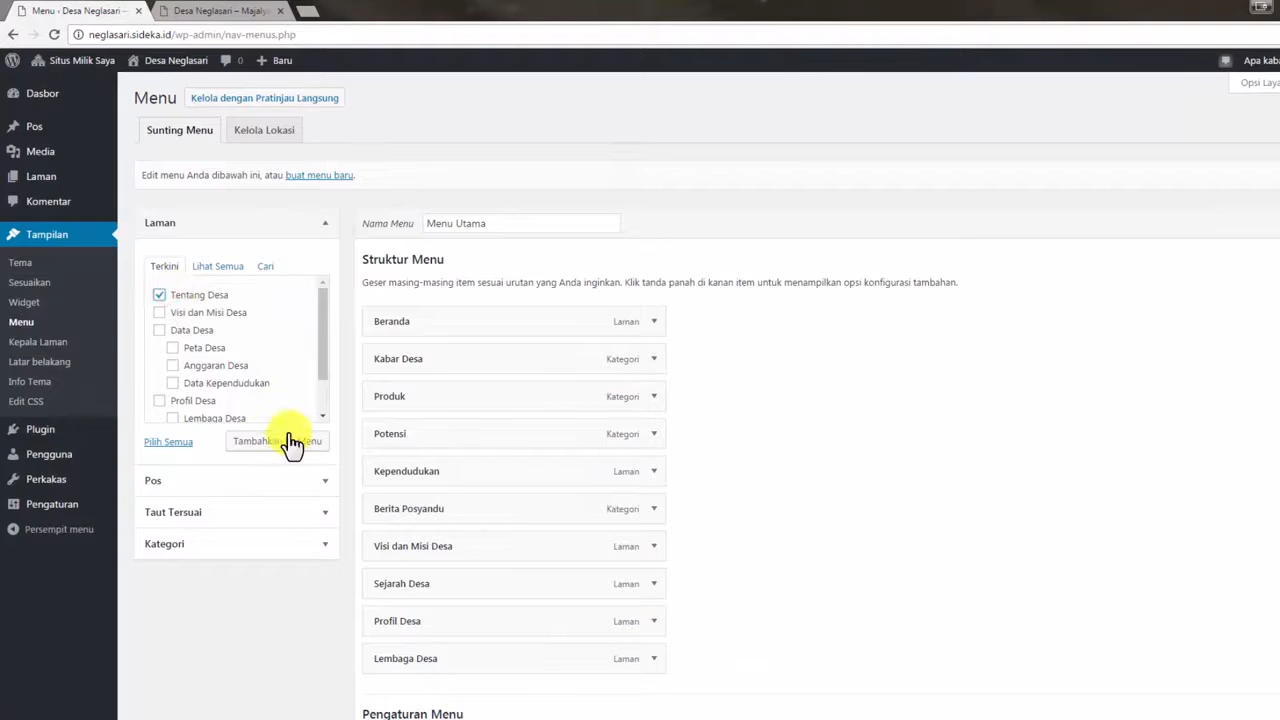 Menu ‹ Desa Neglasari –
Desa Neglasari – Majalya
neglasari.sideka.id/wp-admin/nav-menus.php
Situs Milik Saya
Desa Neglasari
0
Baru
Apa kaba
Dasbor
Pos
Media
Laman
Komentar
Tampilan
Tema
Sesuaikan
Widget
Menu
Kepala Laman
Latar belakang
Info Tema
Edit CSS
Plugin
Pengguna
Perkakas
Pengaturan
Persempit menu
Opsi Laya
Menu
Kelola dengan Pratinjau Langsung
Sunting Menu
Kelola Lokasi
Edit menu Anda dibawah ini, atau buat menu baru.
Laman
Terkini
Lihat Semua
Cari
Tentang Desa
Visi dan Misi Desa
Data Desa
Peta Desa
Anggaran Desa
Data Kependudukan
Profil Desa
Lembaga Desa
Pilih Semua
Pos
Taut Tersuai
Kategori
Nama Menu
Menu Utama
Struktur Menu
Geser masing-masing item sesuai urutan yang Anda inginkan. Klik tanda panah di kanan item untuk menampilkan opsi konfigurasi tambahan.
Beranda Laman
Kabar Desa Kategori
Produk Kategori
Potensi Kategori
Kependudukan Laman
Berita Posyandu Kategori
Visi dan Misi Desa Laman
Sejarah Desa Laman
Profil Desa Laman
Lembaga Desa Laman
Pengaturan Menu